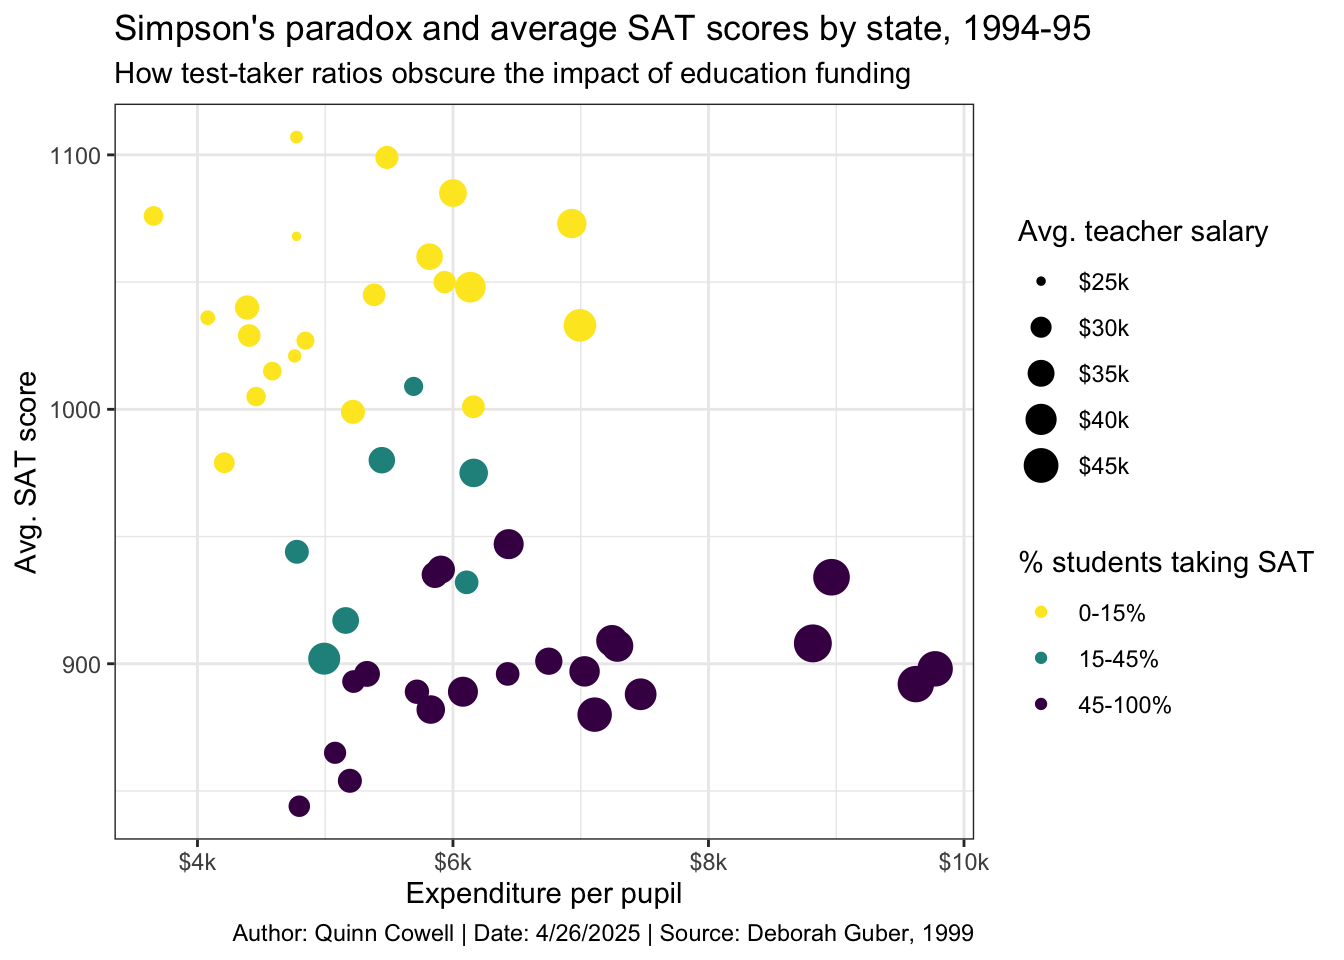 Simpson's paradox and average SAT scores by state, 1994-95
How test-taker ratios obscure the impact of education funding
Avg. SAT score
1100
1000
900
$4k
$6k
$8k
$10k
Expenditure per pupil
Avg. teacher salary
$25k
$30k
$35k
$40k
$45k
% students taking SAT
0-15%
15-45%
45-100%
Author: Quinn Cowell | Date: 4/26/2025 | Source: Deborah Guber, 1999